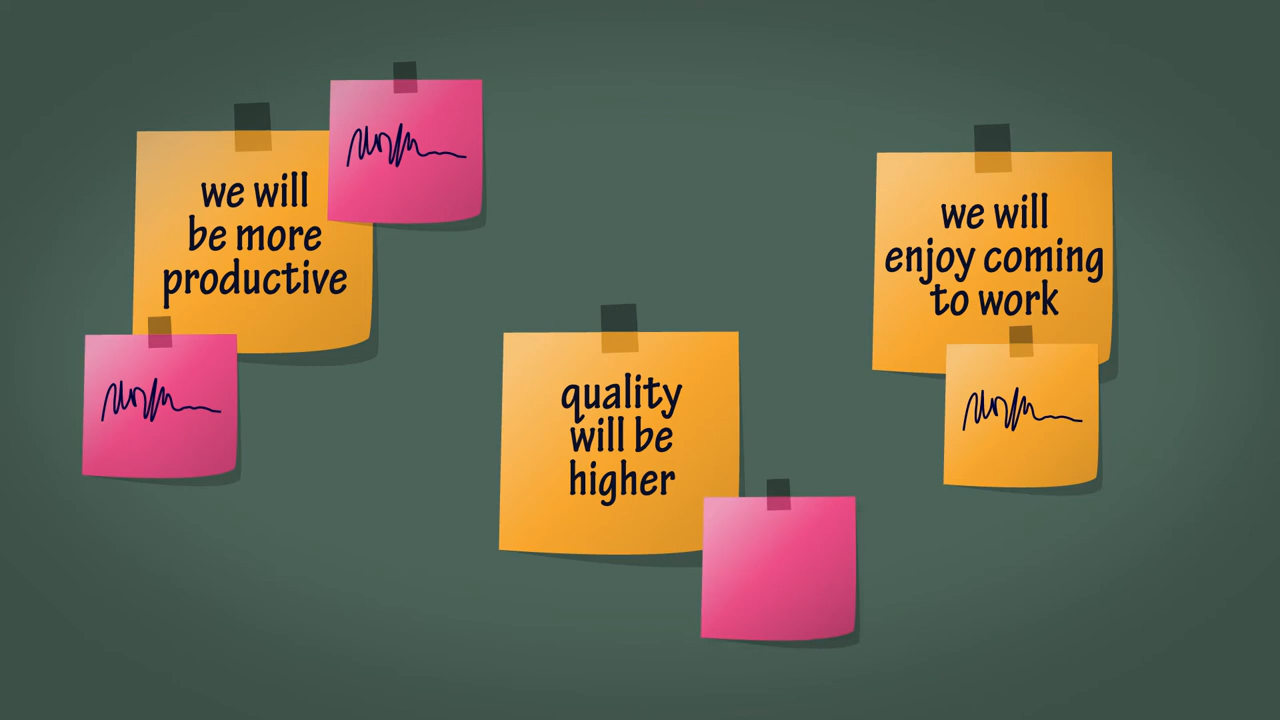 we will
be more
productive
quality
will be
higher
we will
enjoy coming
to work